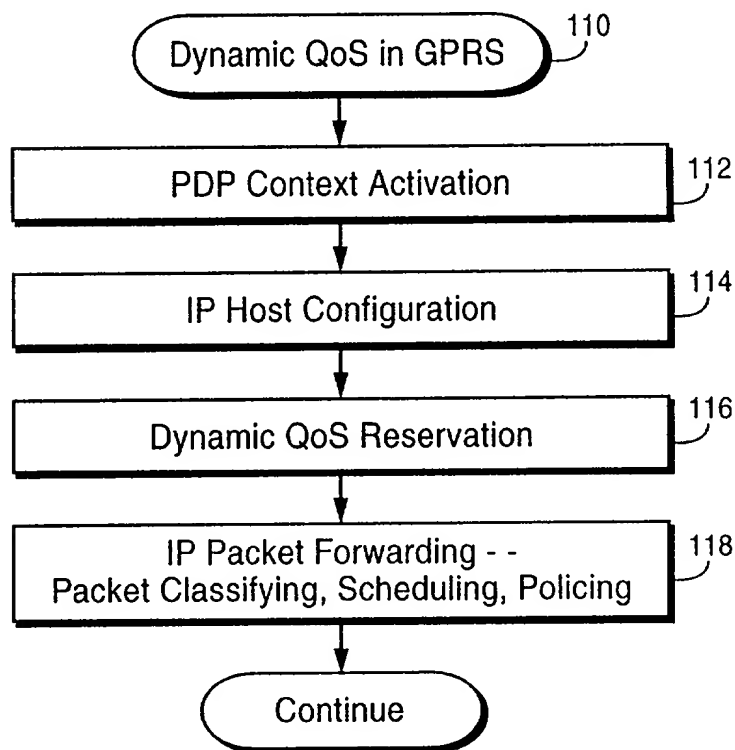 Dynamic QoS in GPRS
110
PDP Context Activation
112
IP Host Configuration
114
Dynamic QoS Reservation
116
IP Packet Forwarding - -
Packet Classifying, Scheduling, Policing
118
Continue